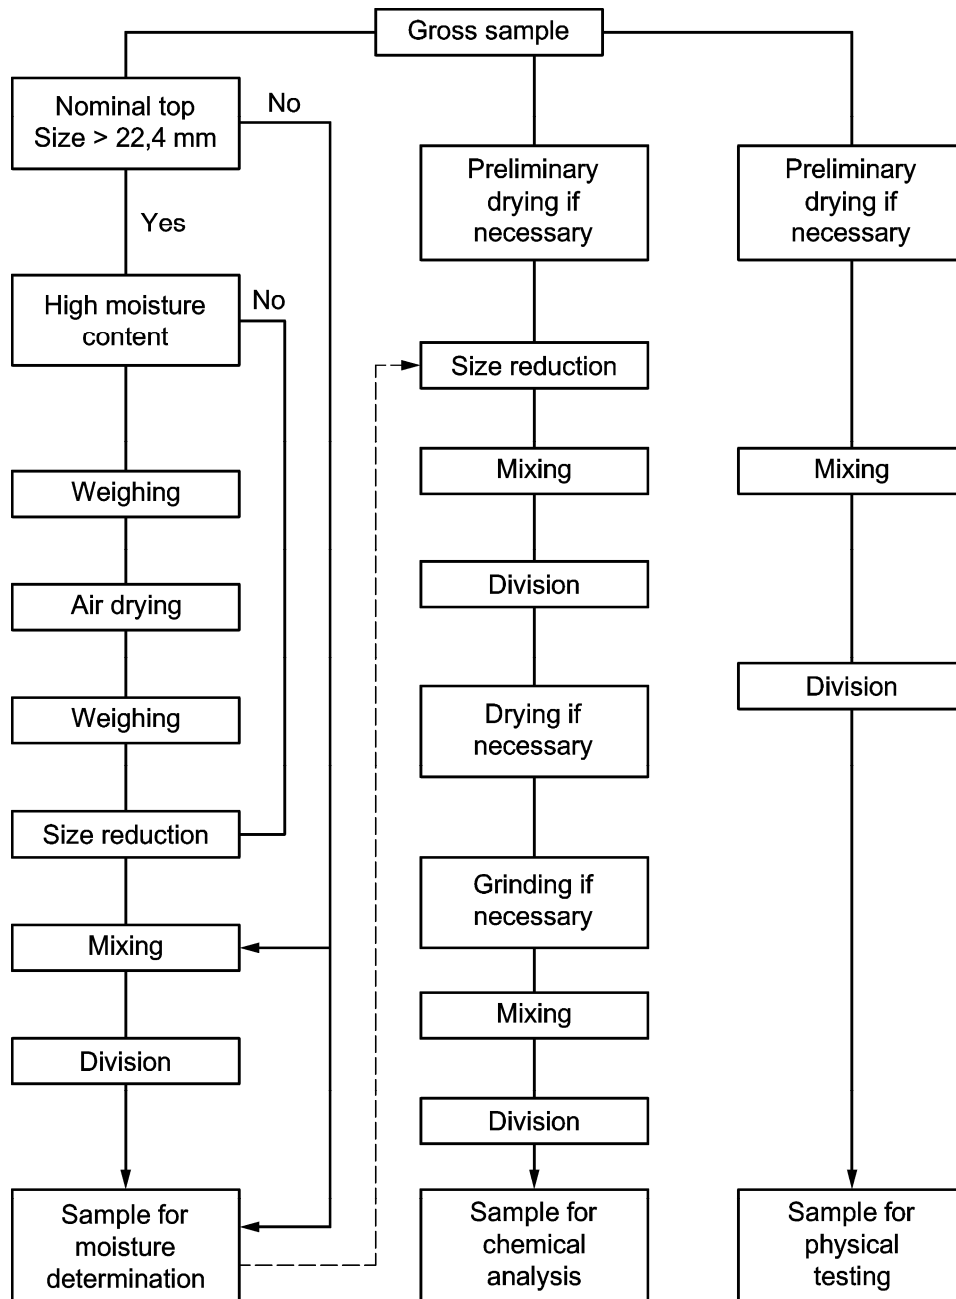 Gross sample
Nominal top
Size > 22,4 mm
No
Yes
High moisture
content
No
Weighing
Air drying
Weighing
Size reduction
Mixing
Division
Sample for
moisture
determination
Preliminary
drying if
necessary
Size reduction
Mixing
Division
Drying if
necessary
Grinding if
necessary
Mixing
Division
Sample for
chemical
analysis
Preliminary
drying if
necessary
Mixing
Division
Sample for
physical
testing